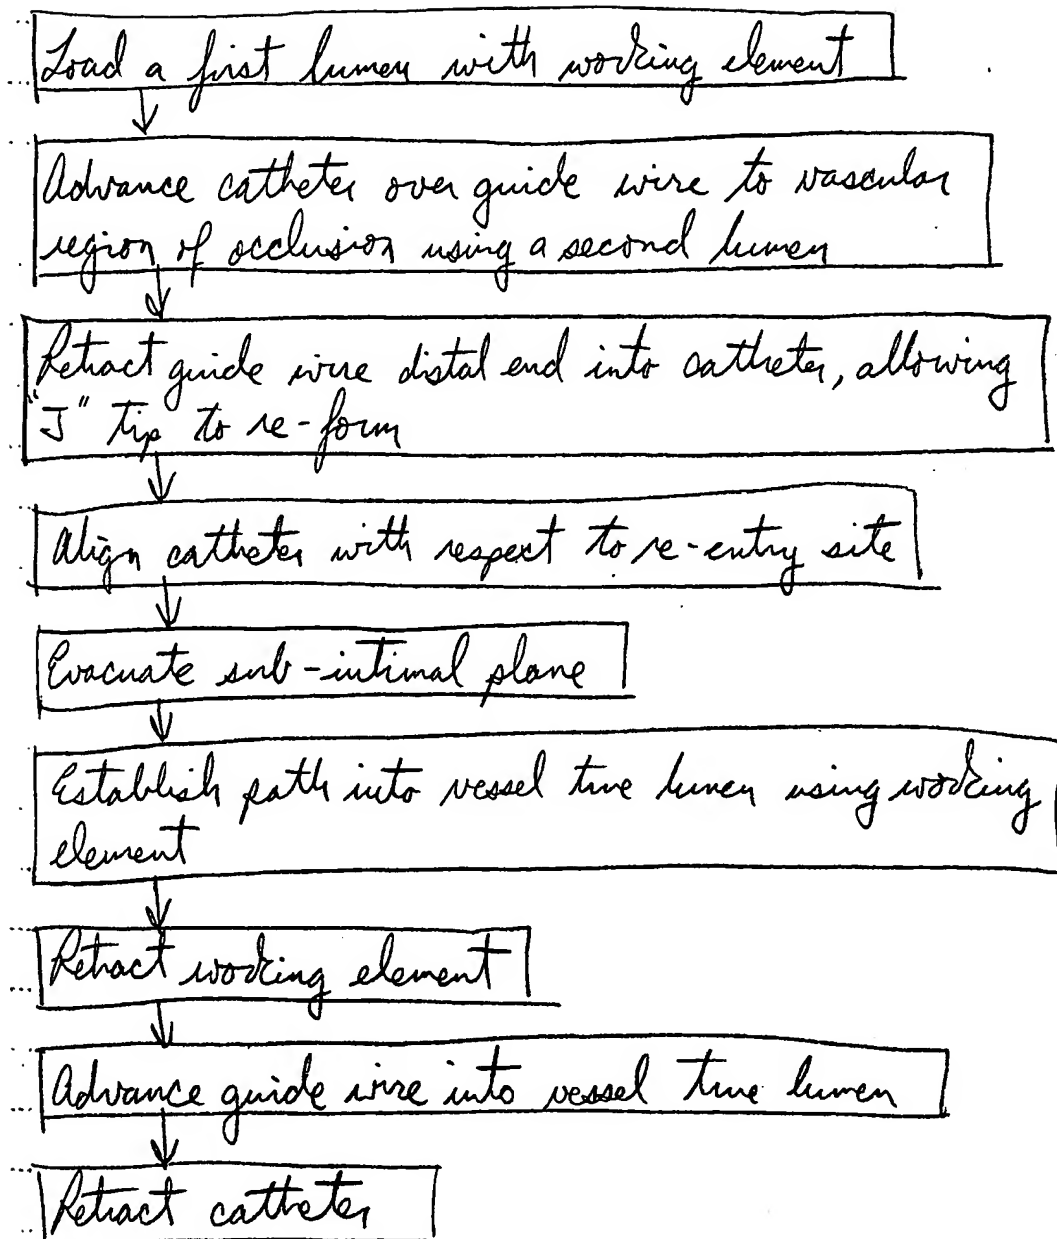 Load a first lumen with working element
Advance catheter over guide wire to vascular
region of occlusion using a second lumen
Retract guide wire distal end into catheter, allowing
"J" tip to re-form
Align catheter with respect to re-entry site
Evacuate sub-intimal plane
Establish path into vessel true lumen using working
element
Retract working element
Advance guide wire into vessel true lumen
Retract catheter